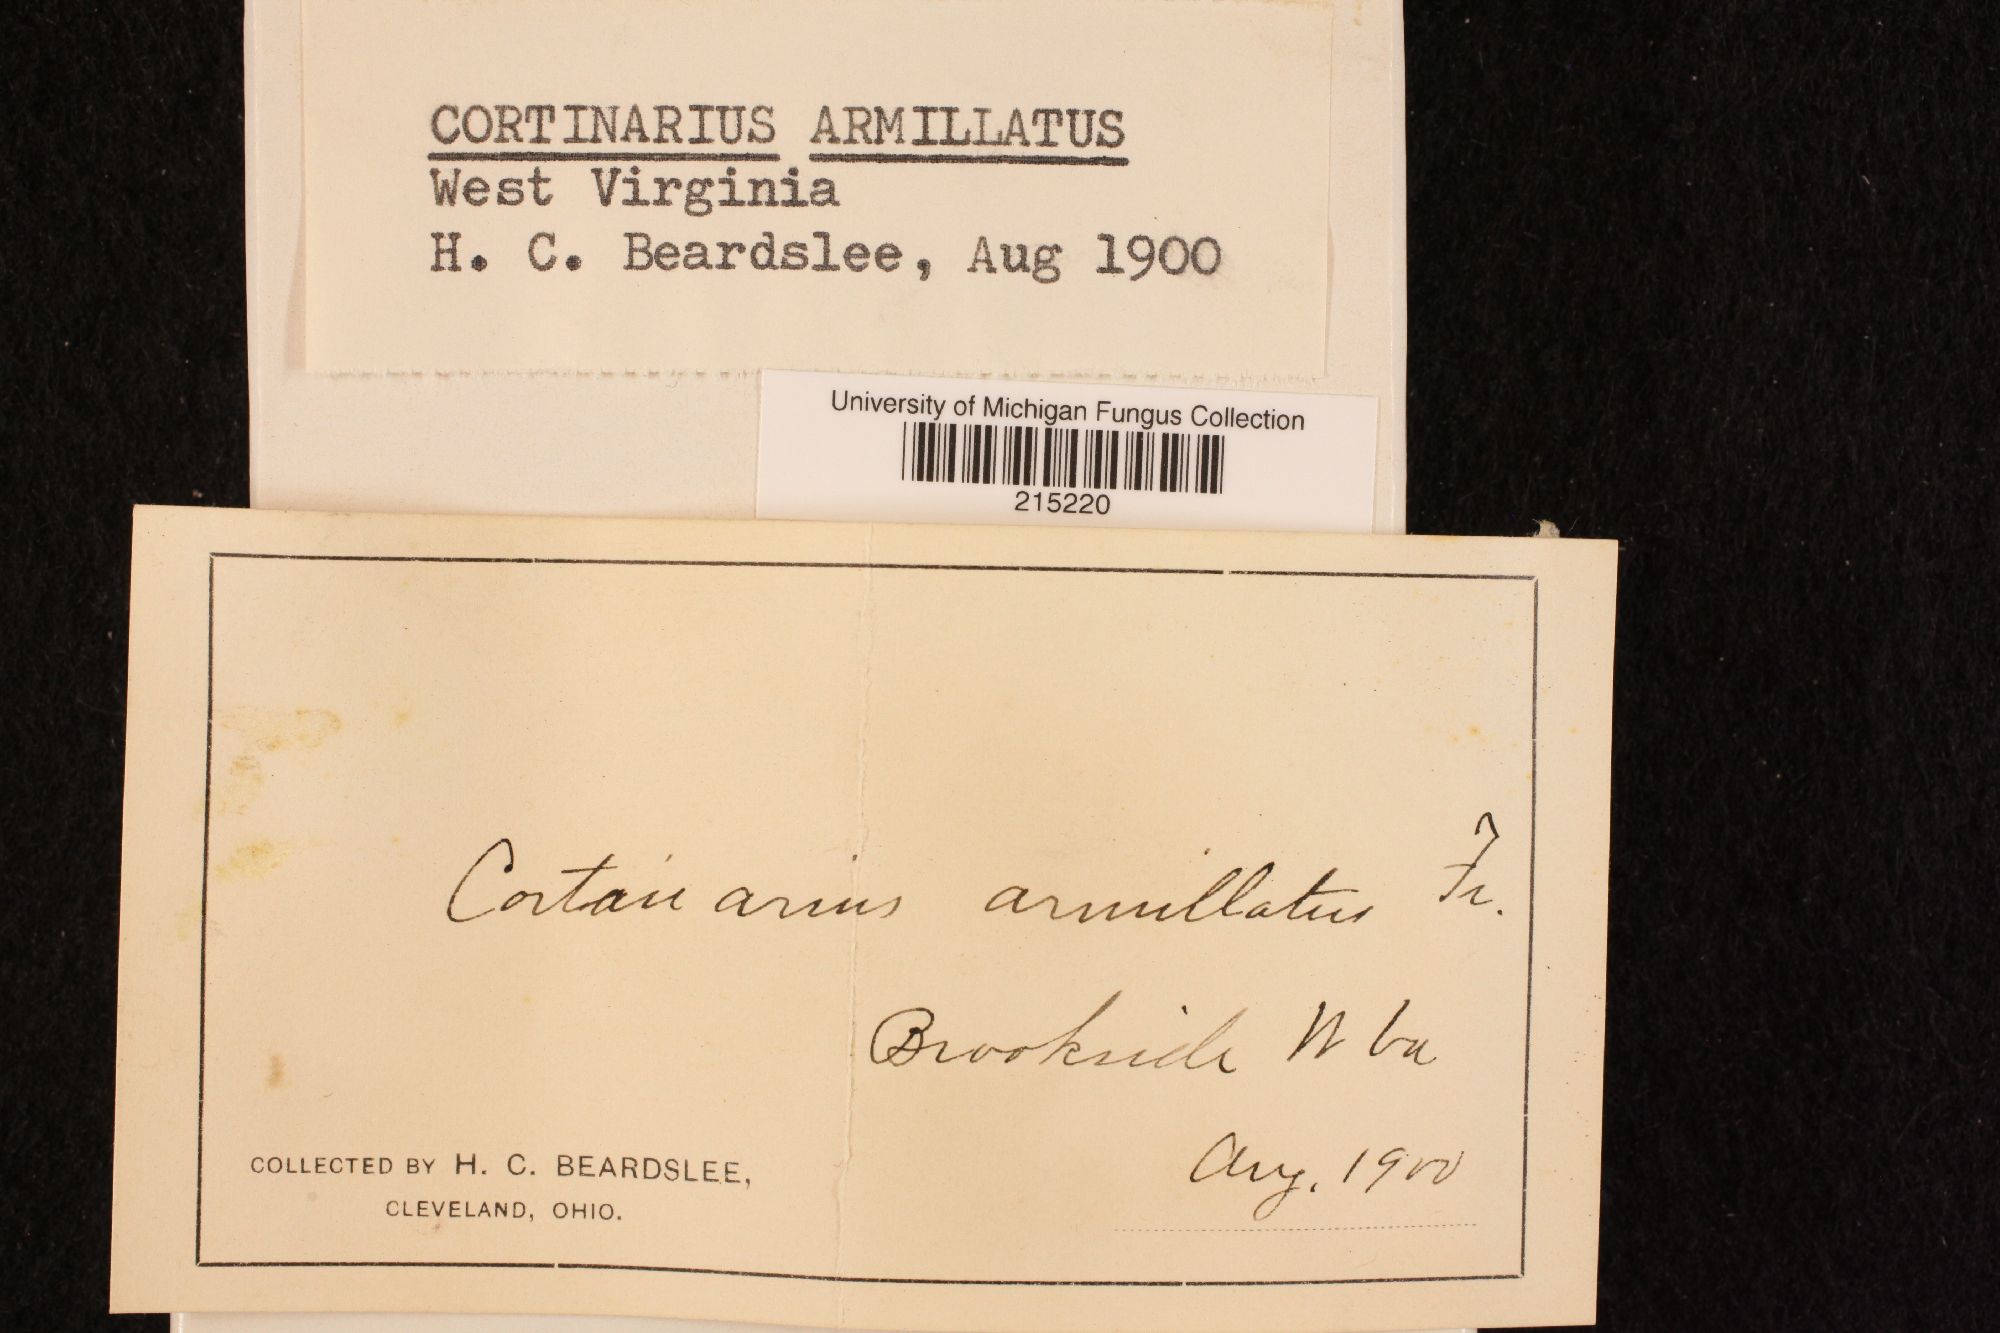 CORTINARIUS ARMILLATUS
West Virginia
H. C. Beardslee, Aug 1900
University of Michigan Fungus Collection
215220
Cortinarius armillatus Fr.
Brookside W Va
Aug. 1900
COLLECTED BY H. C. BEARDSLEE,
CLEVELAND, OHIO.